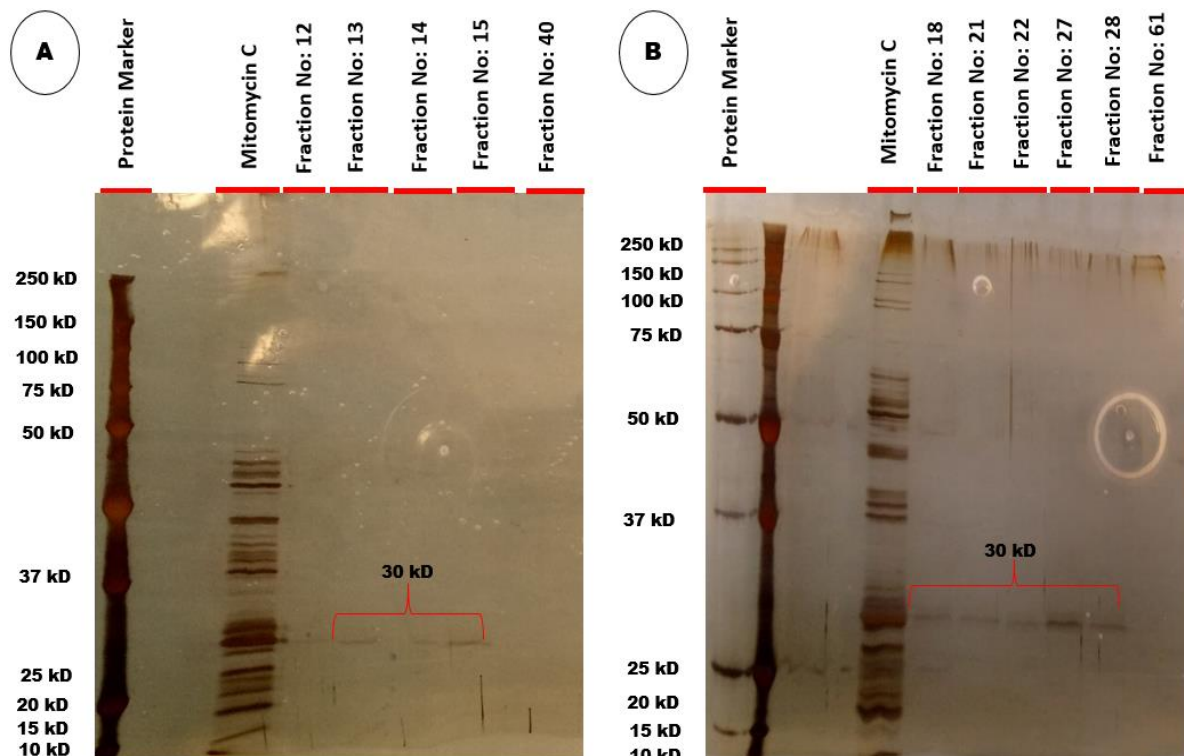 A
Protein Marker
Mitomycin C
Fraction No: 12
Fraction No: 13
Fraction No: 14
Fraction No: 15
Fraction No: 40
250 kD
150 kD
100 kD
75 kD
50 kD
37 kD
25 kD
20 kD
15 kD
10 kD
30 kD
B
Protein Marker
Mitomycin C
Fraction No: 18
Fraction No: 21
Fraction No: 22
Fraction No: 27
Fraction No: 28
Fraction No: 61
250 kD
150 kD
100 kD
75 kD
50 kD
37 kD
25 kD
20 kD
15 kD
10 kD
30 kD